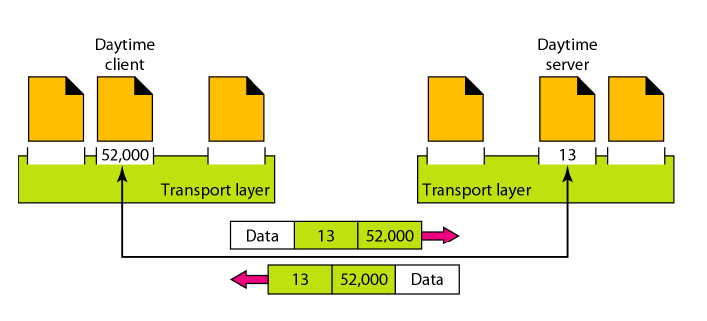 Daytime
client
Daytime
server
52,000
13
Transport layer
Transport layer
Data 13 52,000
13 52,000 Data